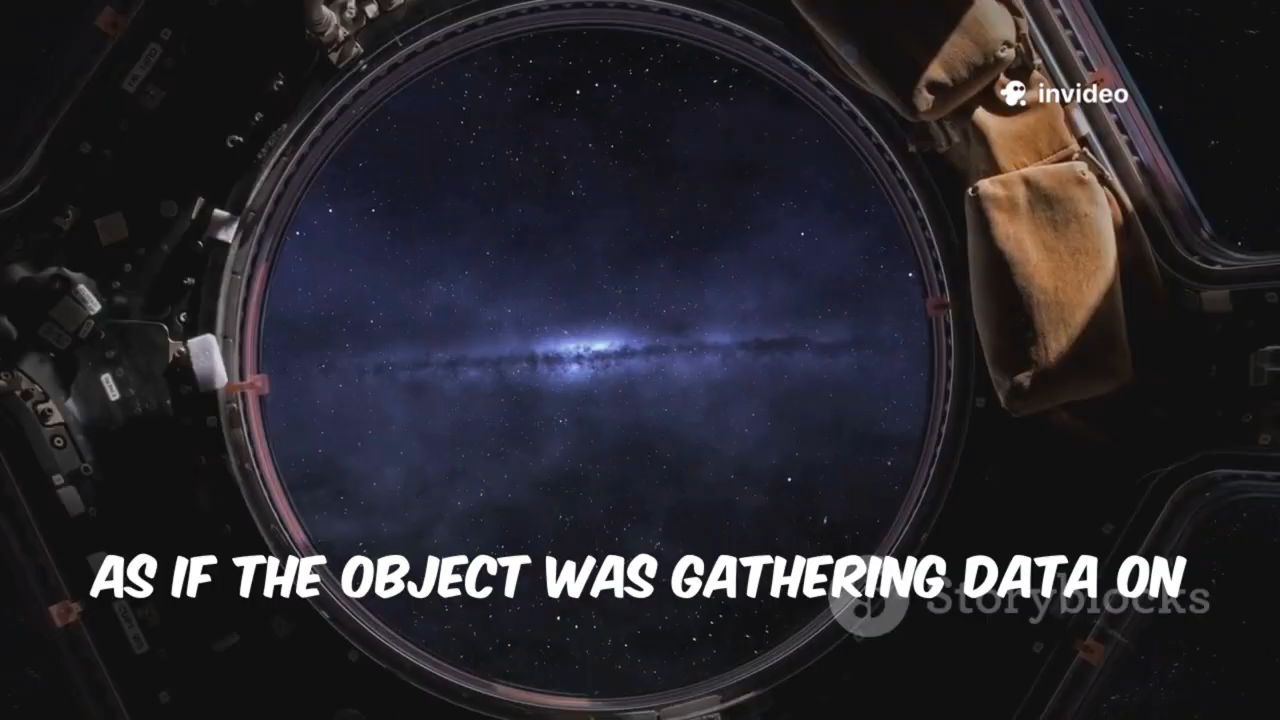 invideo
AS IF THE OBJECT WAS GATHERING DATA ON
Storyblocks